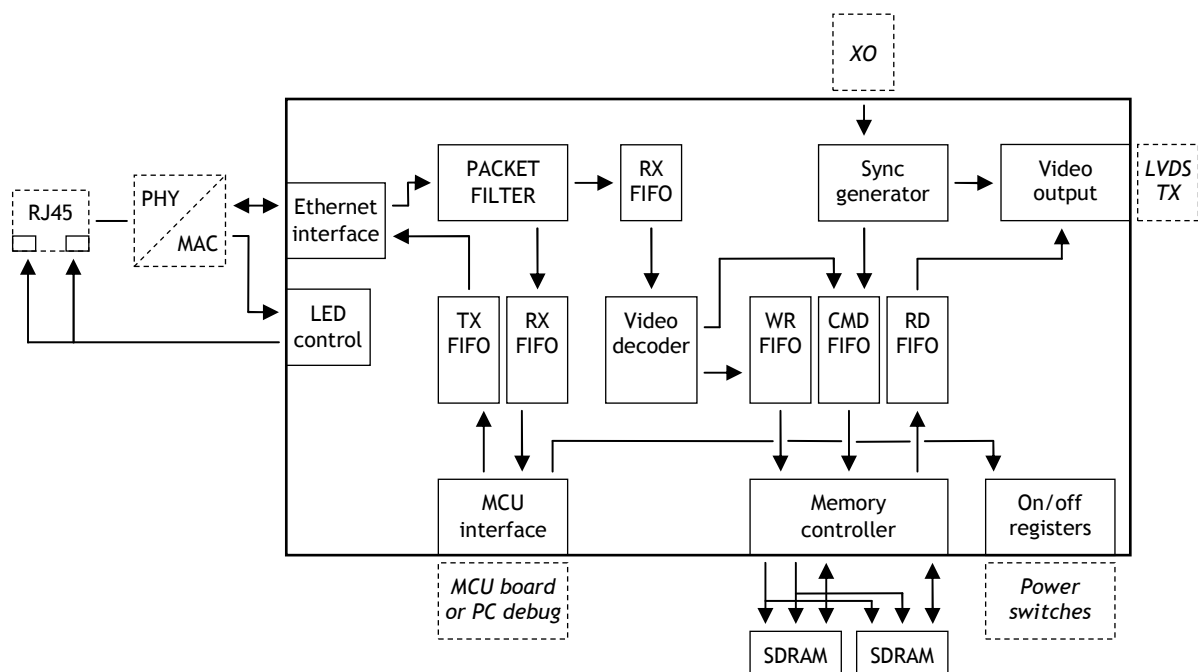 XO
PACKET
FILTER
RX
FIFO
Sync
generator
Video
output
LVDS
TX
RJ45
PHY
MAC
Ethernet
interface
LED
control
TX
FIFO
RX
FIFO
Video
decoder
WR
FIFO
CMD
FIFO
RD
FIFO
MCU
interface
Memory
controller
On/off
registers
MCU board
or PC debug
Power
switches
SDRAM
SDRAM